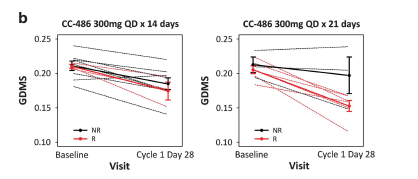 b
CC-486 300mg QD x 14 days
0.25
0.20
0.15
0.10
GDMS
NR
R
Baseline
Cycle 1 Day 28
Visit
CC-486 300mg QD x 21 days
0.25
0.20
0.15
0.10
GDMS
NR
R
Baseline
Cycle 1 Day 28
Visit